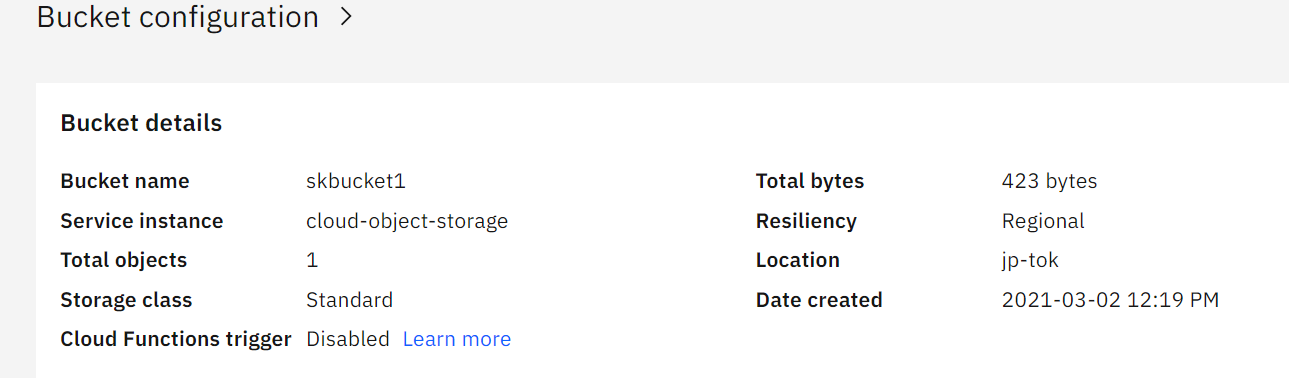 Bucket configuration >
Bucket details
Bucket name skbucket1
Service instance cloud-object-storage
Total objects 1
Storage class Standard
Cloud Functions trigger Disabled Learn more
Total bytes 423 bytes
Resiliency Regional
Location jp-tok
Date created 2021-03-02 12:19 PM